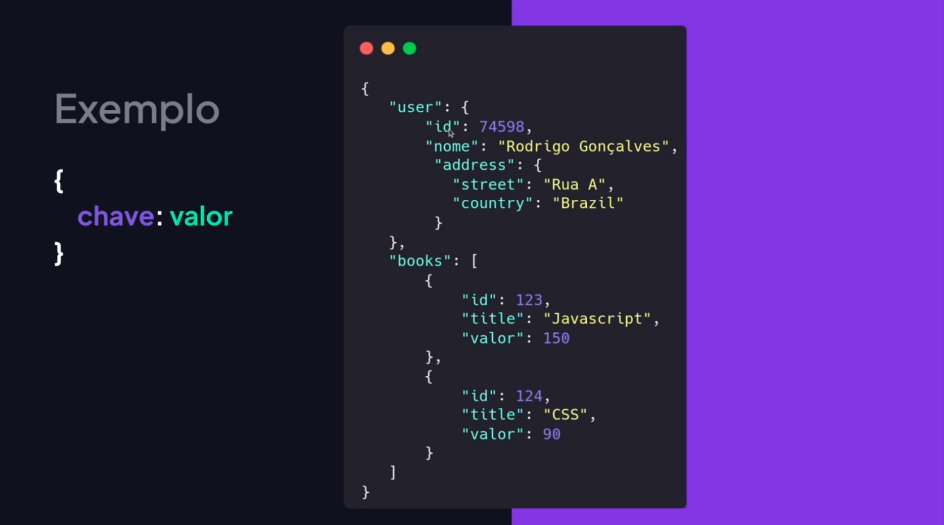 Exemplo
{
chave: valor
}
{
"user": {
"id": 74598,
"nome": "Rodrigo Gonçalves",
"address": {
"street": "Rua A",
"country": "Brazil"
}
},
"books": [
{
"id": 123,
"title": "Javascript",
"valor": 150
},
{
"id": 124,
"title": "CSS",
"valor": 90
}
]
}